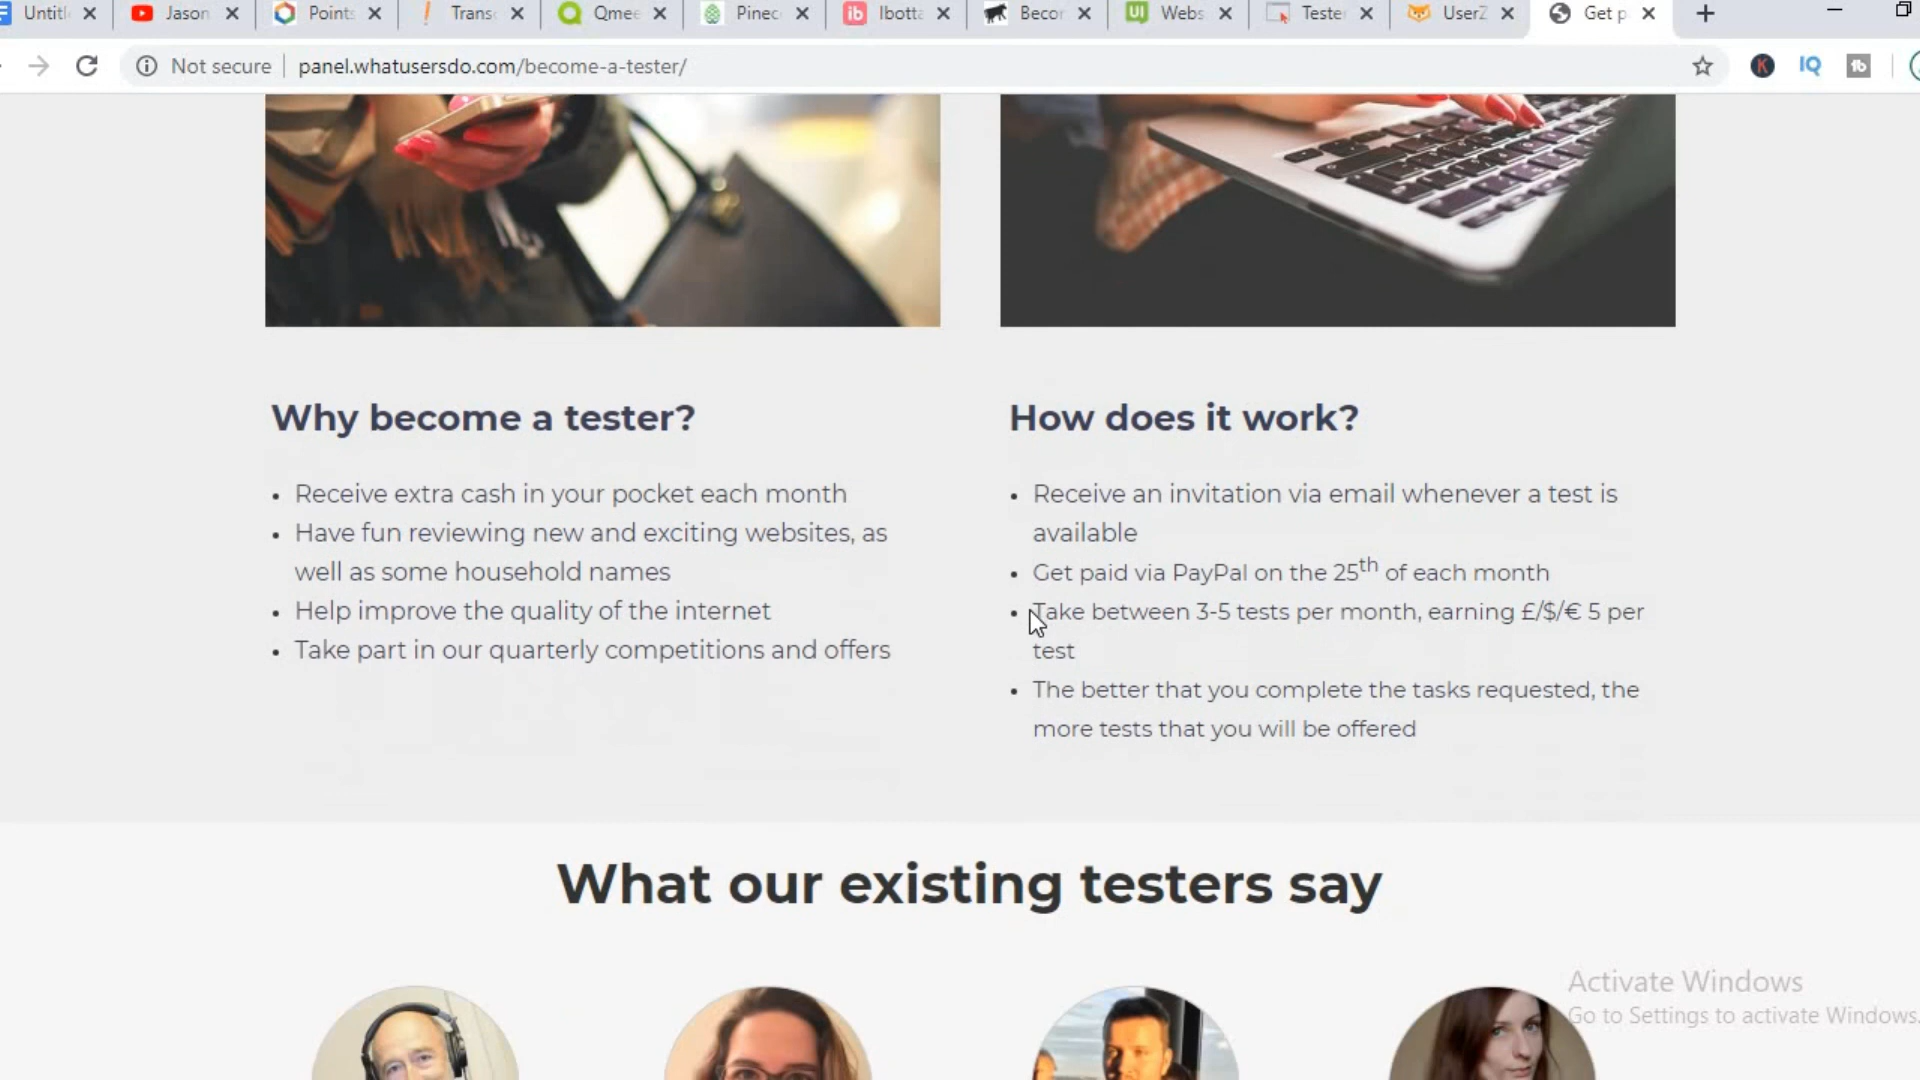 Untitl
Jason
Points
Trans
Qmee
Pinec
Ibotta
Becor
Webs
Tester
UserZ
Get p
Not secure
panel.whatusersdo.com/become-a-tester/
Why become a tester?
• Receive extra cash in your pocket each month
• Have fun reviewing new and exciting websites, as
well as some household names
• Help improve the quality of the internet
• Take part in our quarterly competitions and offers
How does it work?
• Receive an invitation via email whenever a test is
available
• Get paid via PayPal on the 25th of each month
• Take between 3-5 tests per month, earning £/$/€ 5 per
test
• The better that you complete the tasks requested, the
more tests that you will be offered
What our existing testers say
Activate Windows
Go to Settings to activate Windows.